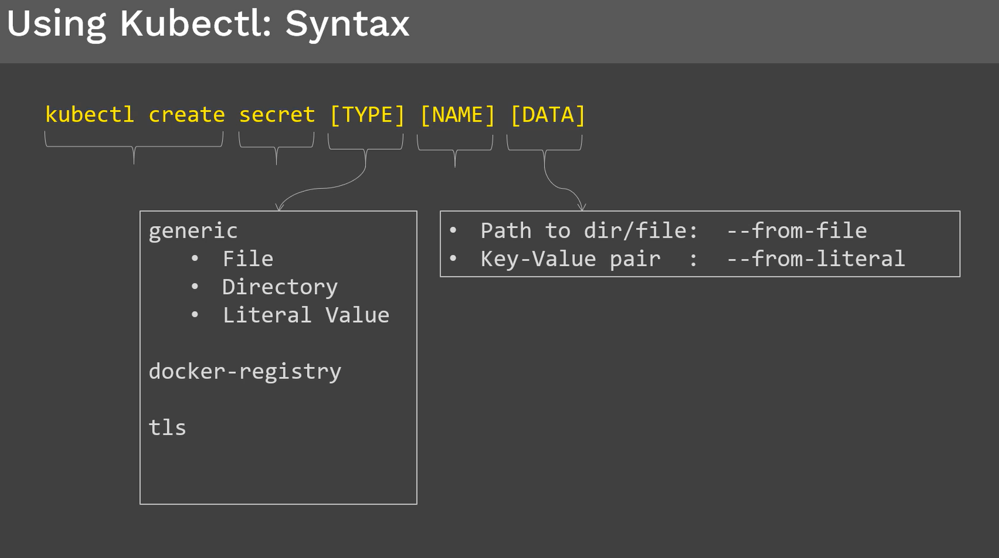 Using Kubectl: Syntax
kubectl create secret [TYPE] [NAME] [DATA]
generic
• File
• Directory
• Literal Value
docker-registry
tls
• Path to dir/file: --from-file
• Key-Value pair : --from-literal